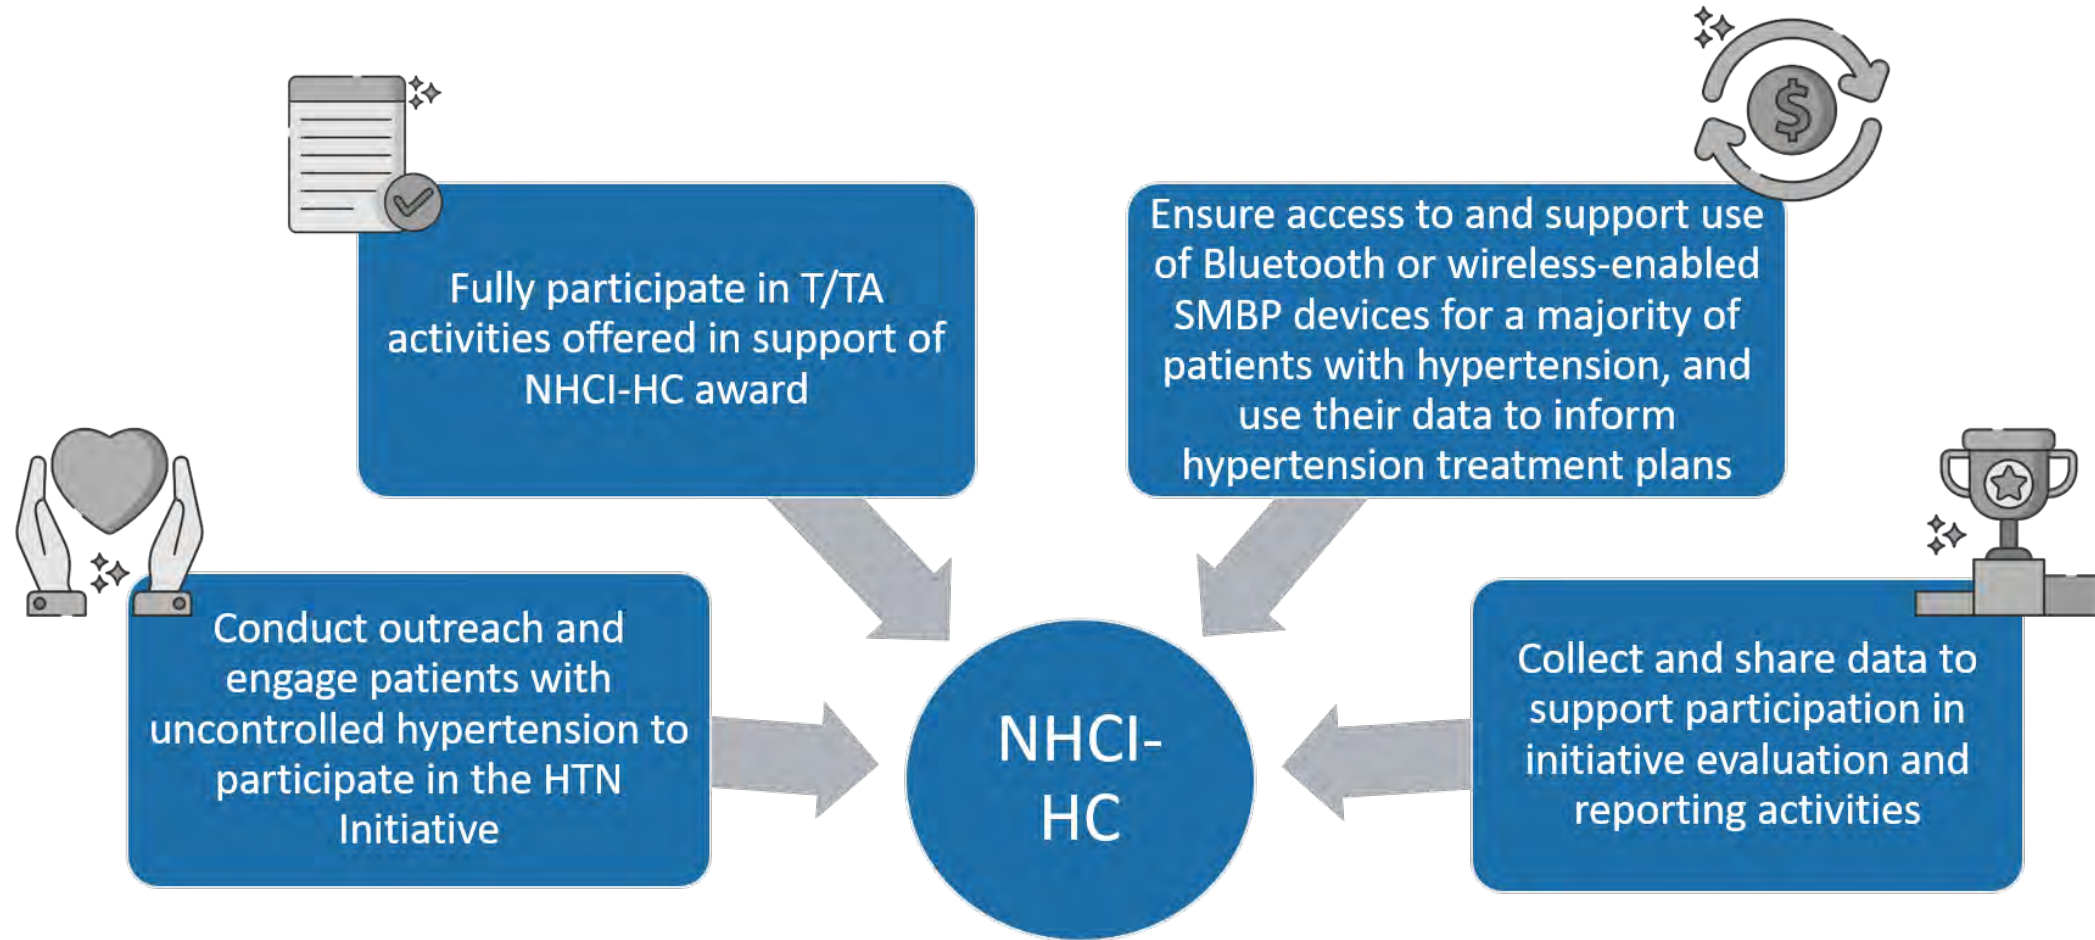 Fully participate in T/TA
activities offered in support of
NHCI-HC award
Ensure access to and support use
of Bluetooth or wireless-enabled
SMBP devices for a majority of
patients with hypertension, and
use their data to inform
hypertension treatment plans
Conduct outreach and
engage patients with
uncontrolled hypertension to
participate in the HTN
Initiative
NHCI-
HC
Collect and share data to
support participation in
initiative evaluation and
reporting activities
$